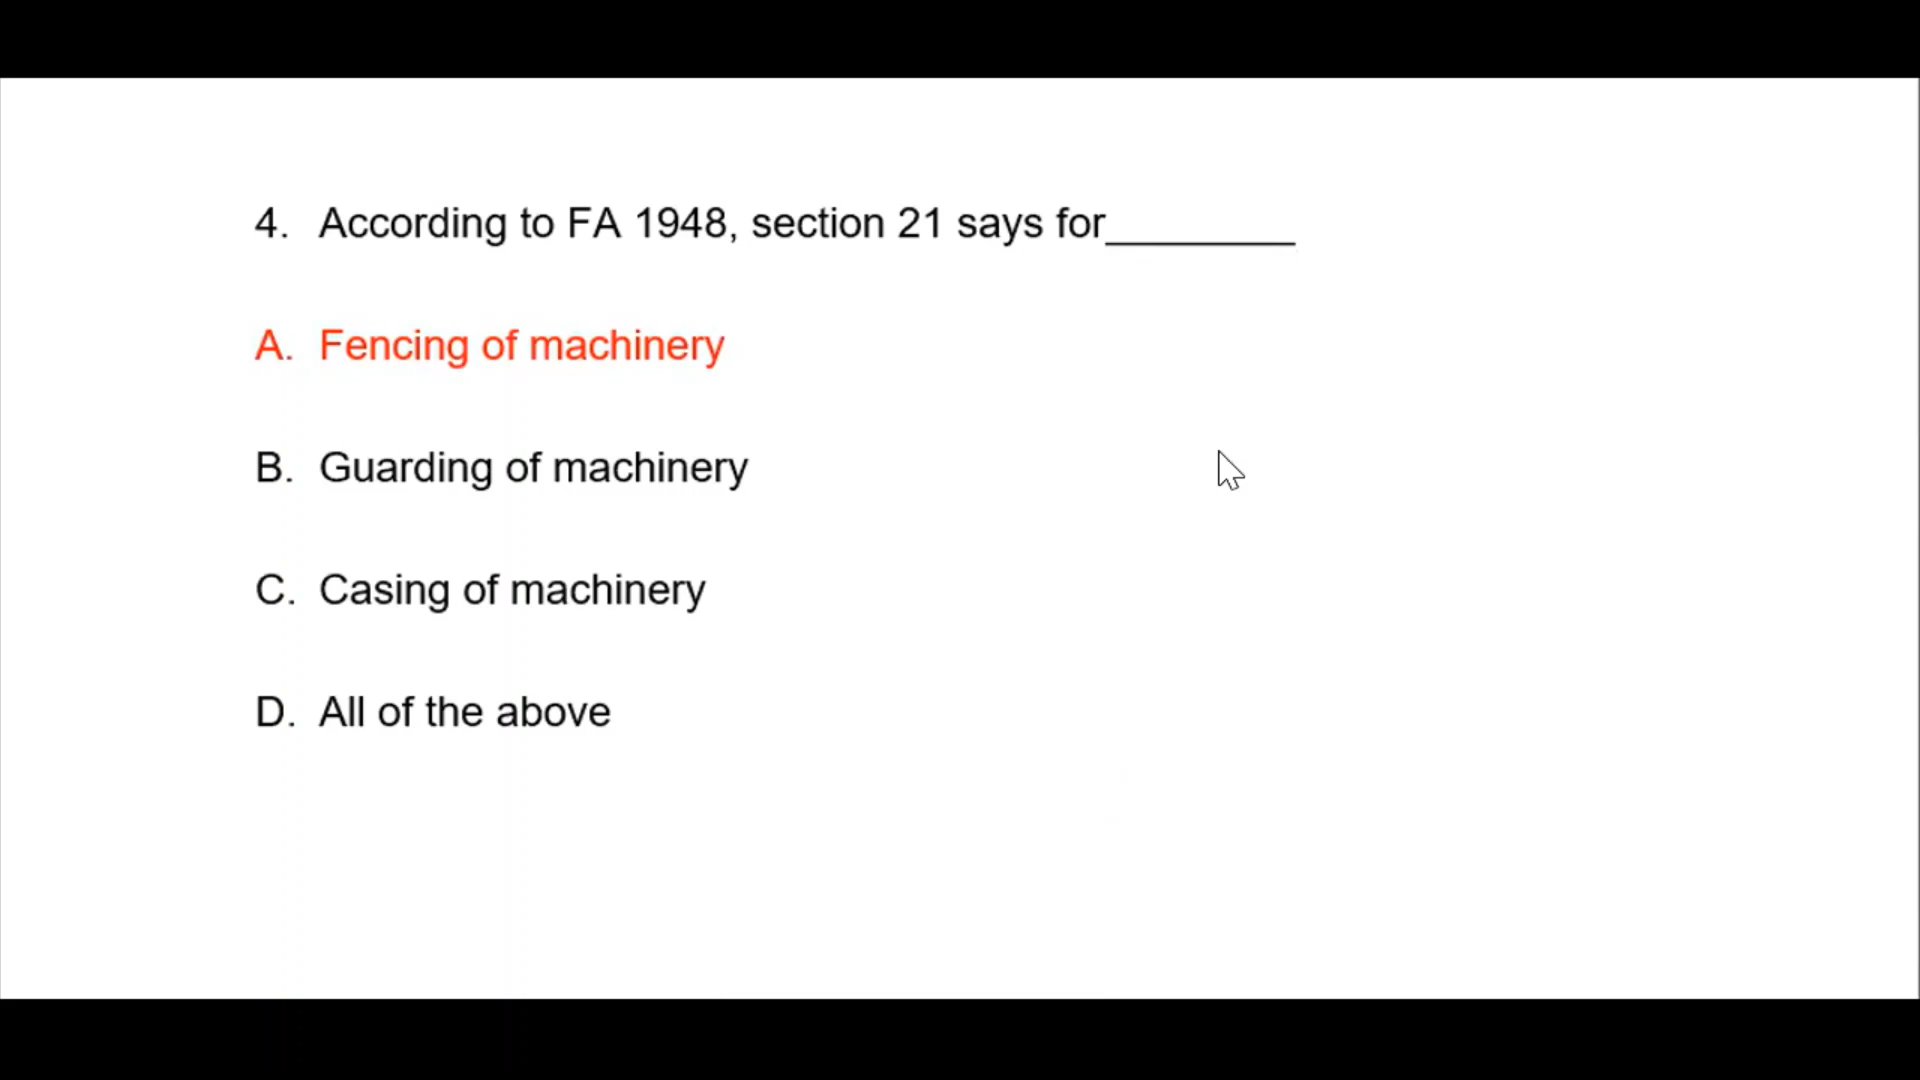 4. According to FA 1948, section 21 says for_________
A. Fencing of machinery
B. Guarding of machinery
C. Casing of machinery
D. All of the above